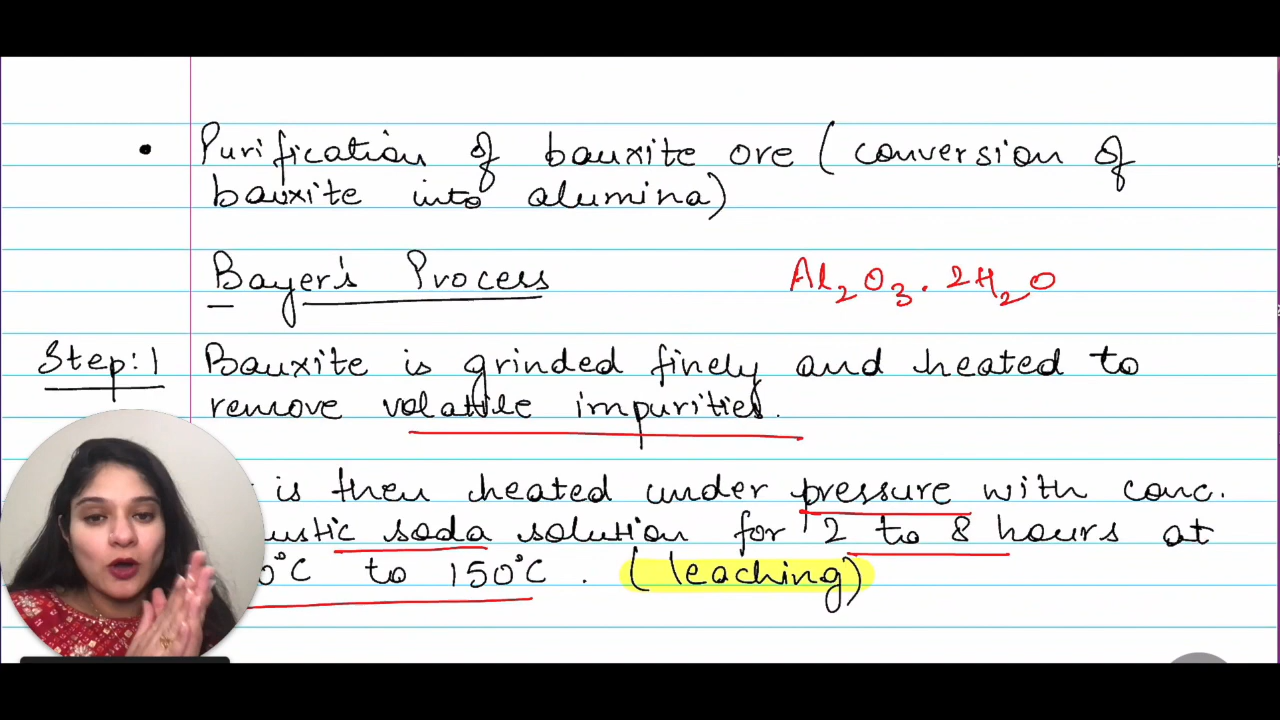 • Purification of bauxite ore (conversion of
bauxite into alumina)
Bayer's Process
Al₂O₃.2H₂O
Step:1 Bauxite is grinded finely and heated to
remove volatile impurities.
is then heated under pressure with conc.
soda solution for 2 to 8 hours at
0°C to 150°C . (leaching)